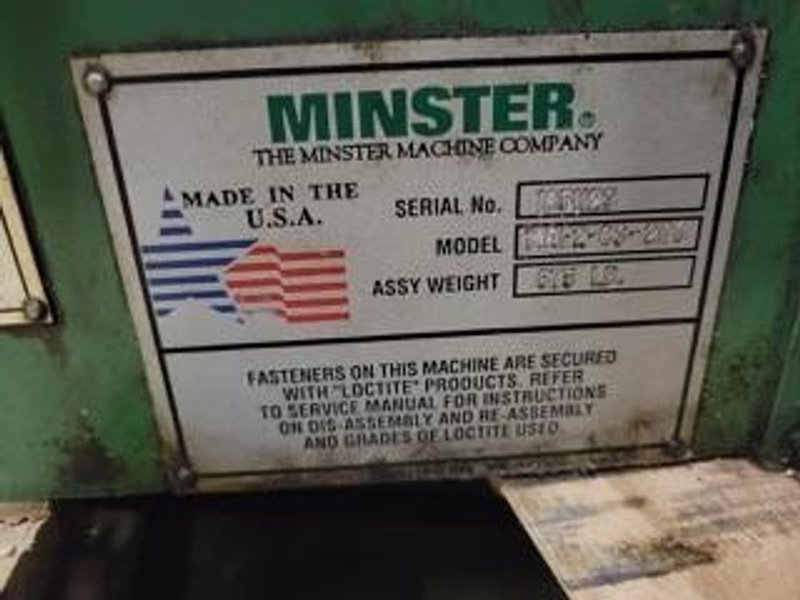 MINSTER®
THE MINSTER MACHINE COMPANY
MADE IN THE
U.S.A.
SERIAL No.
MODEL
ASSY WEIGHT LB.
FASTENERS ON THIS MACHINE ARE SECURED
WITH "LOCTITE" PRODUCTS. REFER
TO SERVICE MANUAL FOR INSTRUCTIONS
ON DIS-ASSEMBLY AND RE-ASSEMBLY
AND GRADES OF LOCTITE USED.